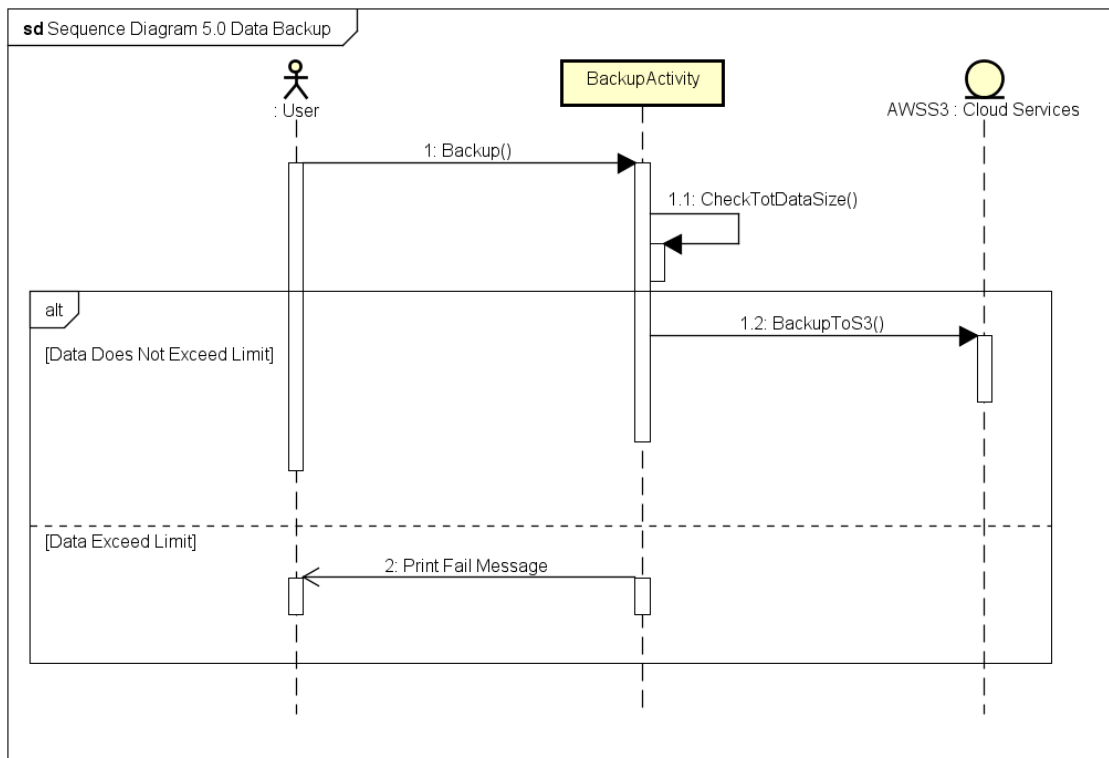 sd Sequence Diagram 5.0 Data Backup
: User
BackupActivity
AWSS3 : Cloud Services
1: Backup()
1.1: CheckTotDataSize()
alt
1.2: BackupToS3()
[Data Does Not Exceed Limit]
[Data Exceed Limit]
2: Print Fail Message